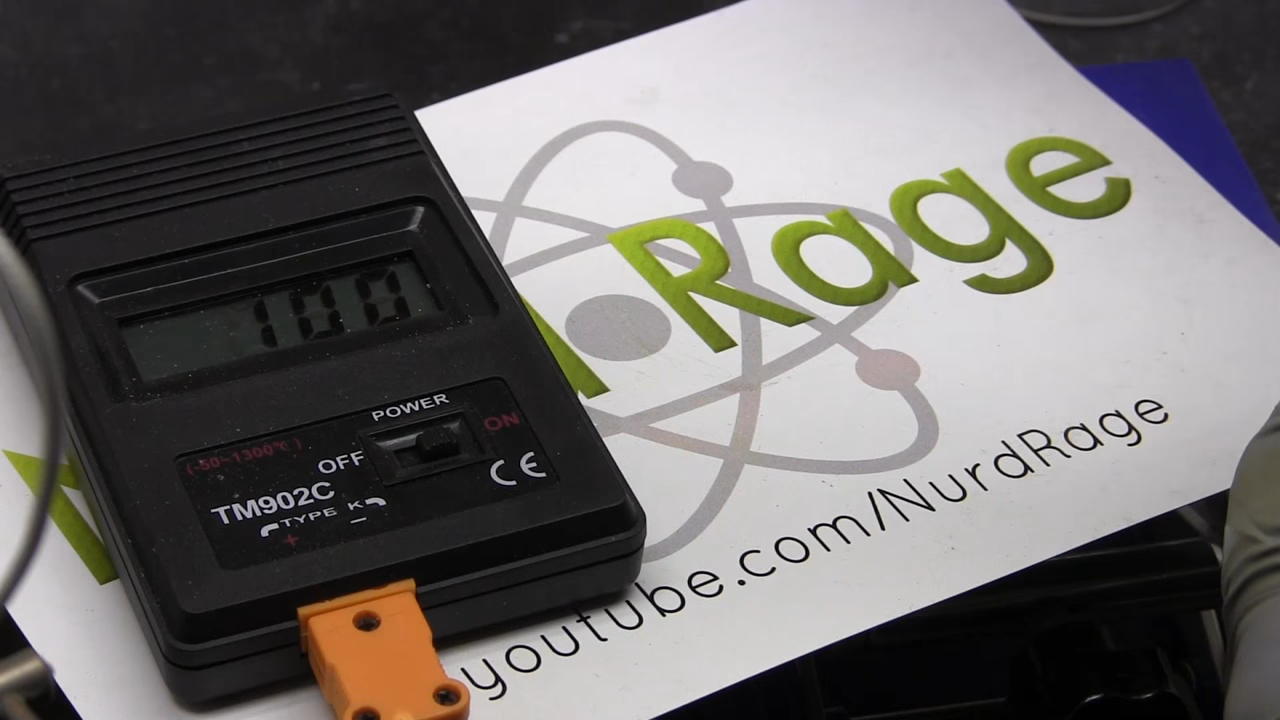 Rage
100
POWER
OFF ON
(-50~1300°C)
TM902C
TYPE K
CE
+ −
youtube.com/NurdRage